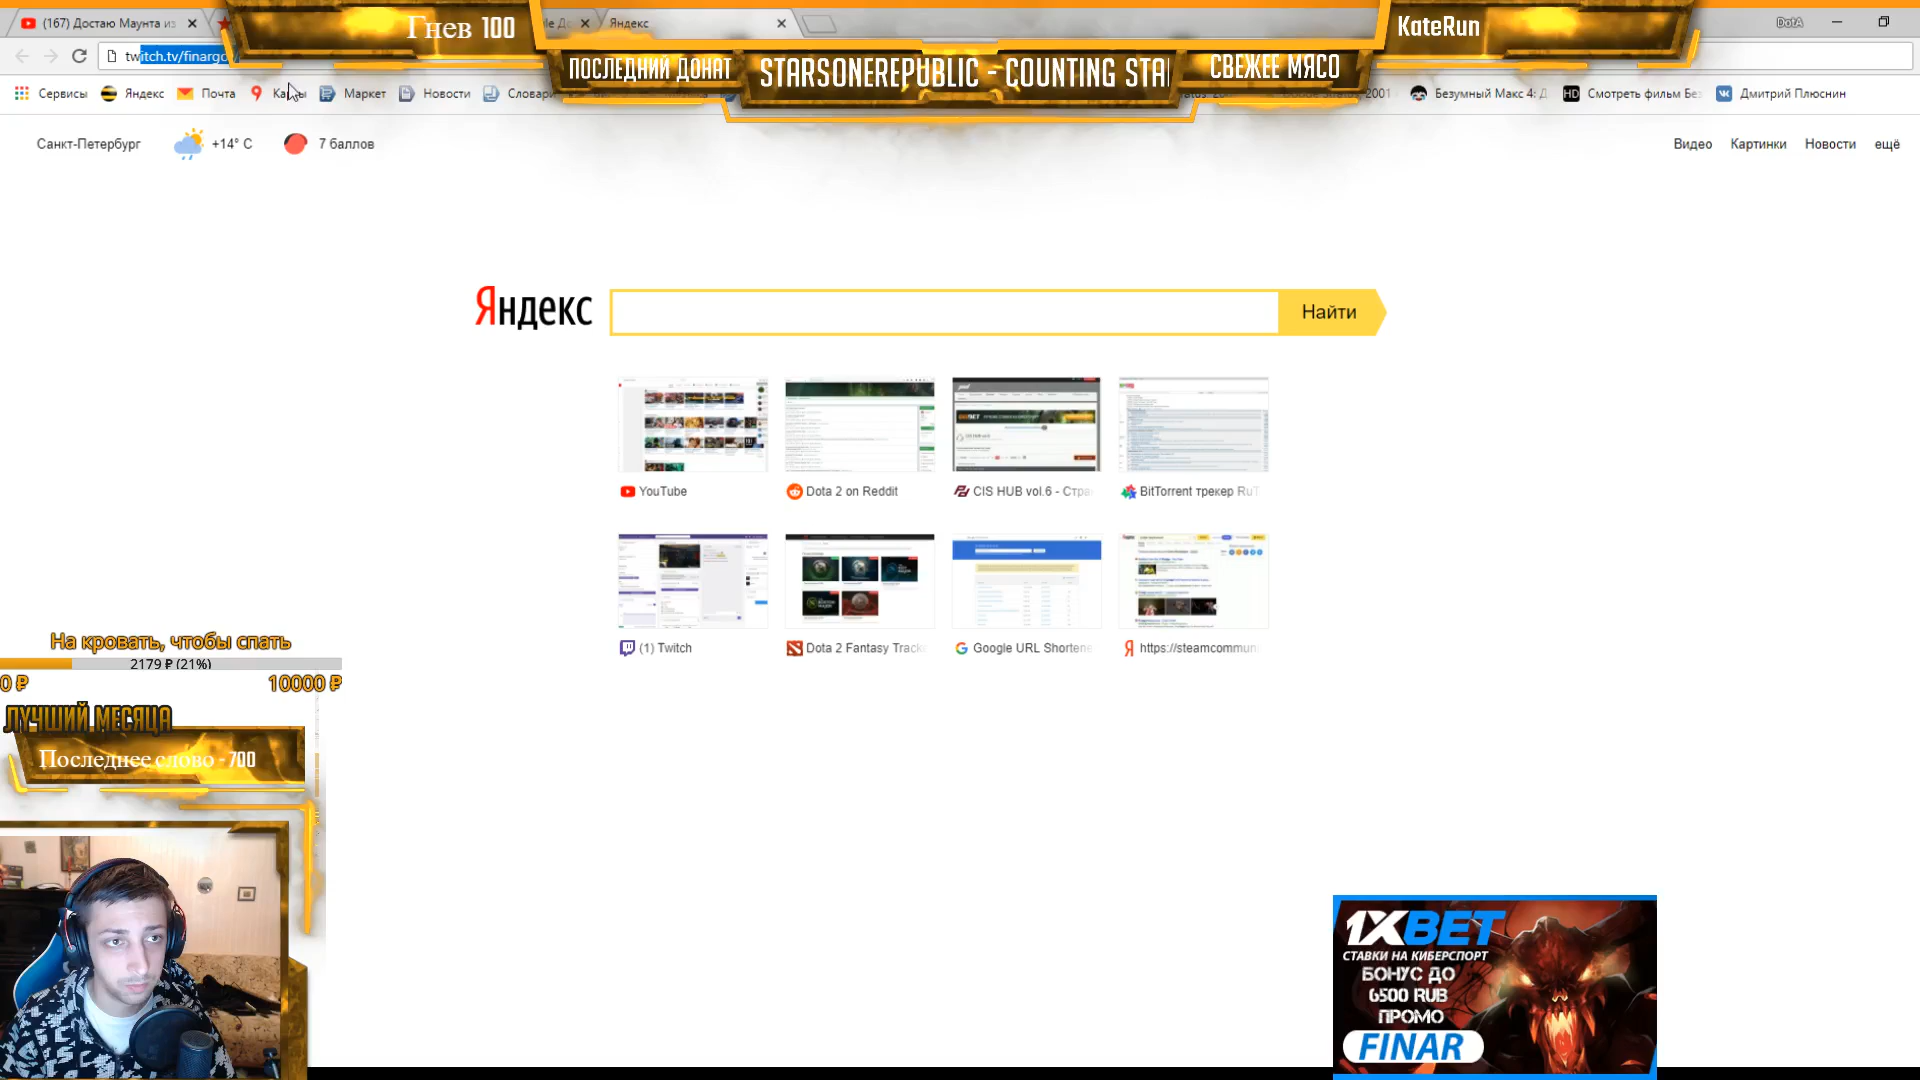 (167) Достаю Маунта из
le До
Яндекс
DotA
Гнев 100
KateRun
twitch.tv/finargo
ПОСЛЕДНИЙ ДОНАТ
STARSONEREPUBLIC - COUNTING STA
СВЕЖЕЕ МЯСО
Сервисы
Яндекс
Почта
Карты
Маркет
Новости
Словари
2001
Безумный Макс 4: Д
HD
Смотреть фильм Без
Дмитрий Плюснин
Санкт-Петербург
+14° C
7 баллов
Видео
Картинки
Новости
ещё
Яндекс
Найти
YouTube
Dota 2 on Reddit
CIS HUB vol.6 - Стра
BitTorrent трекер RuT
(1) Twitch
Dota 2 Fantasy Track
Google URL Shortene
https://steamcommun
На кровать, чтобы спать
2179 ₽ (21%)
0 ₽
10000 ₽
ЛУЧШИЙ МЕСЯЦА
Последнее слово - 700
1XBET
СТАВКИ НА КИБЕРСПОРТ
БОНУС ДО
6500 RUB
ПРОМО
FINAR